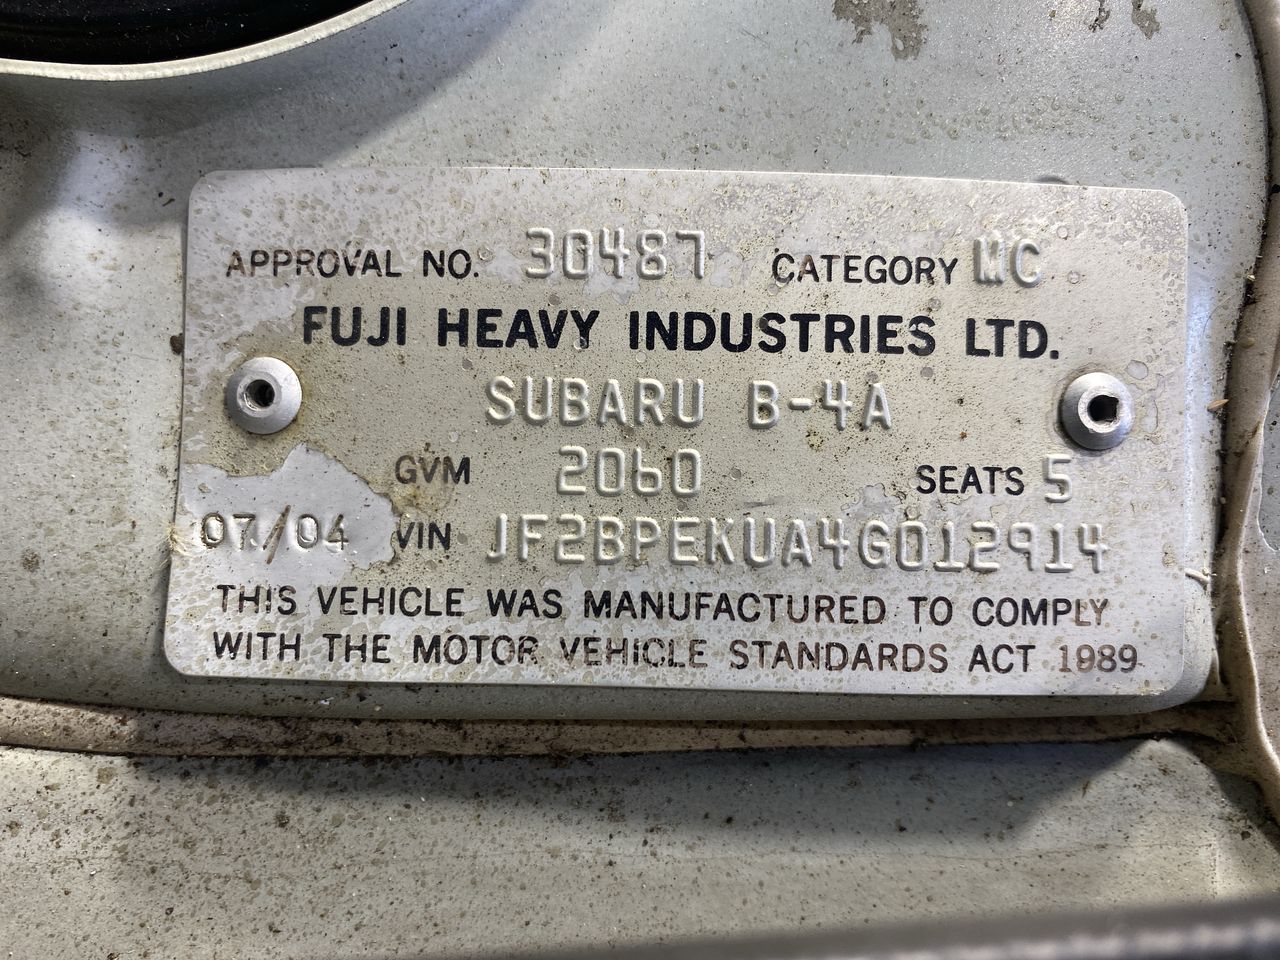 APPROVAL NO. 30487 CATEGORY MC
FUJI HEAVY INDUSTRIES LTD.
SUBARU B-4A
GVM 2060 SEATS 5
07/04 VIN JF2BPEKUA4G012914
THIS VEHICLE WAS MANUFACTURED TO COMPLY
WITH THE MOTOR VEHICLE STANDARDS ACT 1989